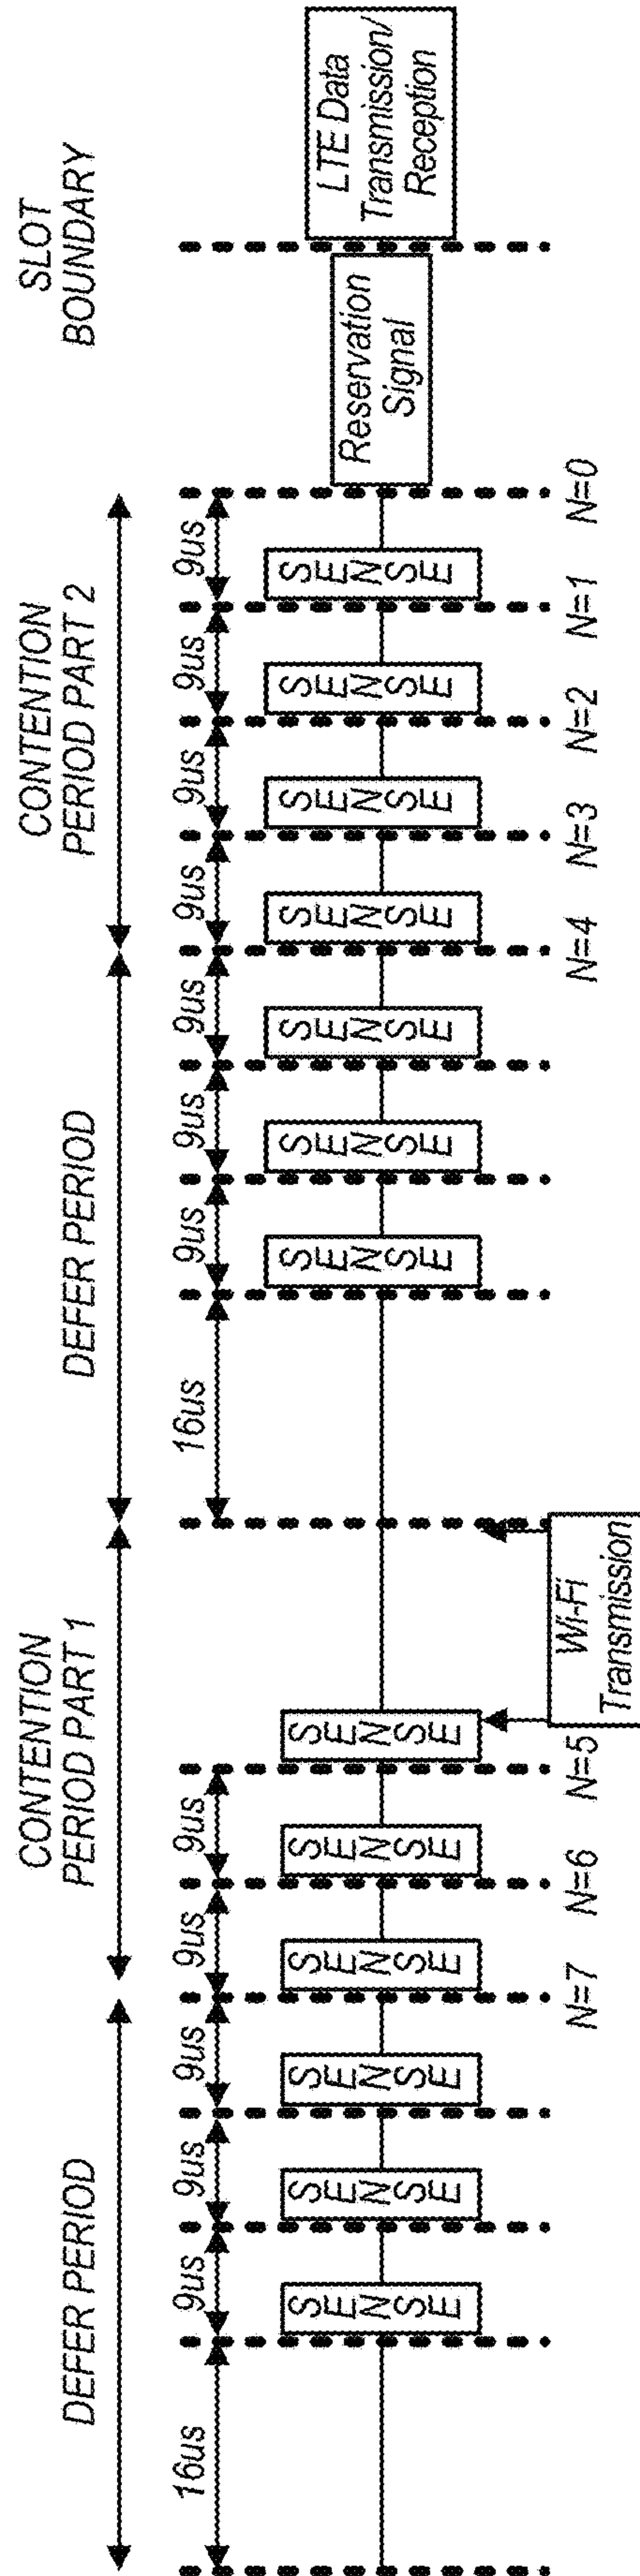 DEFER PERIOD
CONTENTION
PERIOD PART 1
DEFER PERIOD
CONTENTION
PERIOD PART 2
SLOT
BOUNDARY
16us
9us
9us
9us
9us
9us
16us
9us
9us
9us
9us
9us
9us
9us
SENSE
SENSE
SENSE
SENSE
SENSE
SENSE
SENSE
SENSE
SENSE
SENSE
SENSE
SENSE
SENSE
Reservation
Signal
LTE Data
Transmission/
Reception
N=7
N=6
N=5
Wi-Fi
Transmission
N=4
N=3
N=2
N=1
N=0